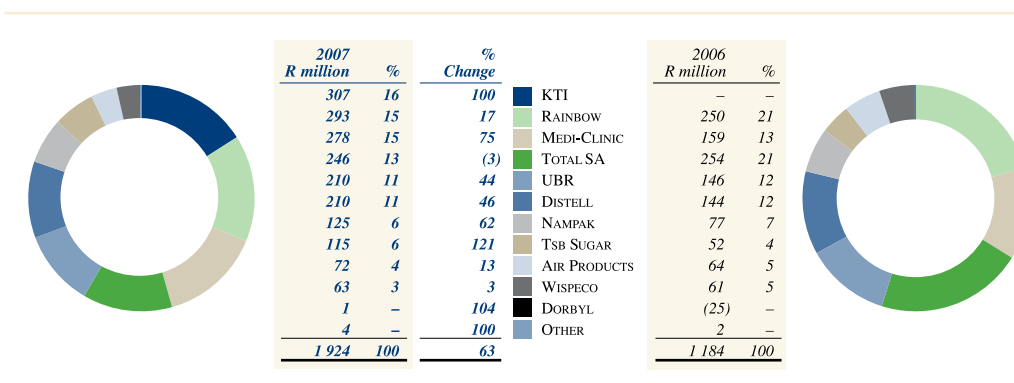 2007 % 2006
R million % Change R million %
307 16 100 KTI – –
293 15 17 RAINBOW 250 21
278 15 75 MEDI-CLINIC 159 13
246 13 (3) TOTAL SA 254 21
210 11 44 UBR 146 12
210 11 46 DISTELL 144 12
125 6 62 NAMPAK 77 7
115 6 121 TSB SUGAR 52 4
72 4 13 AIR PRODUCTS 64 5
63 3 3 WISPECO 61 5
1 – 104 DORBYL (25) –
4 – 100 OTHER 2 –
1 924 100 63 1 184 100